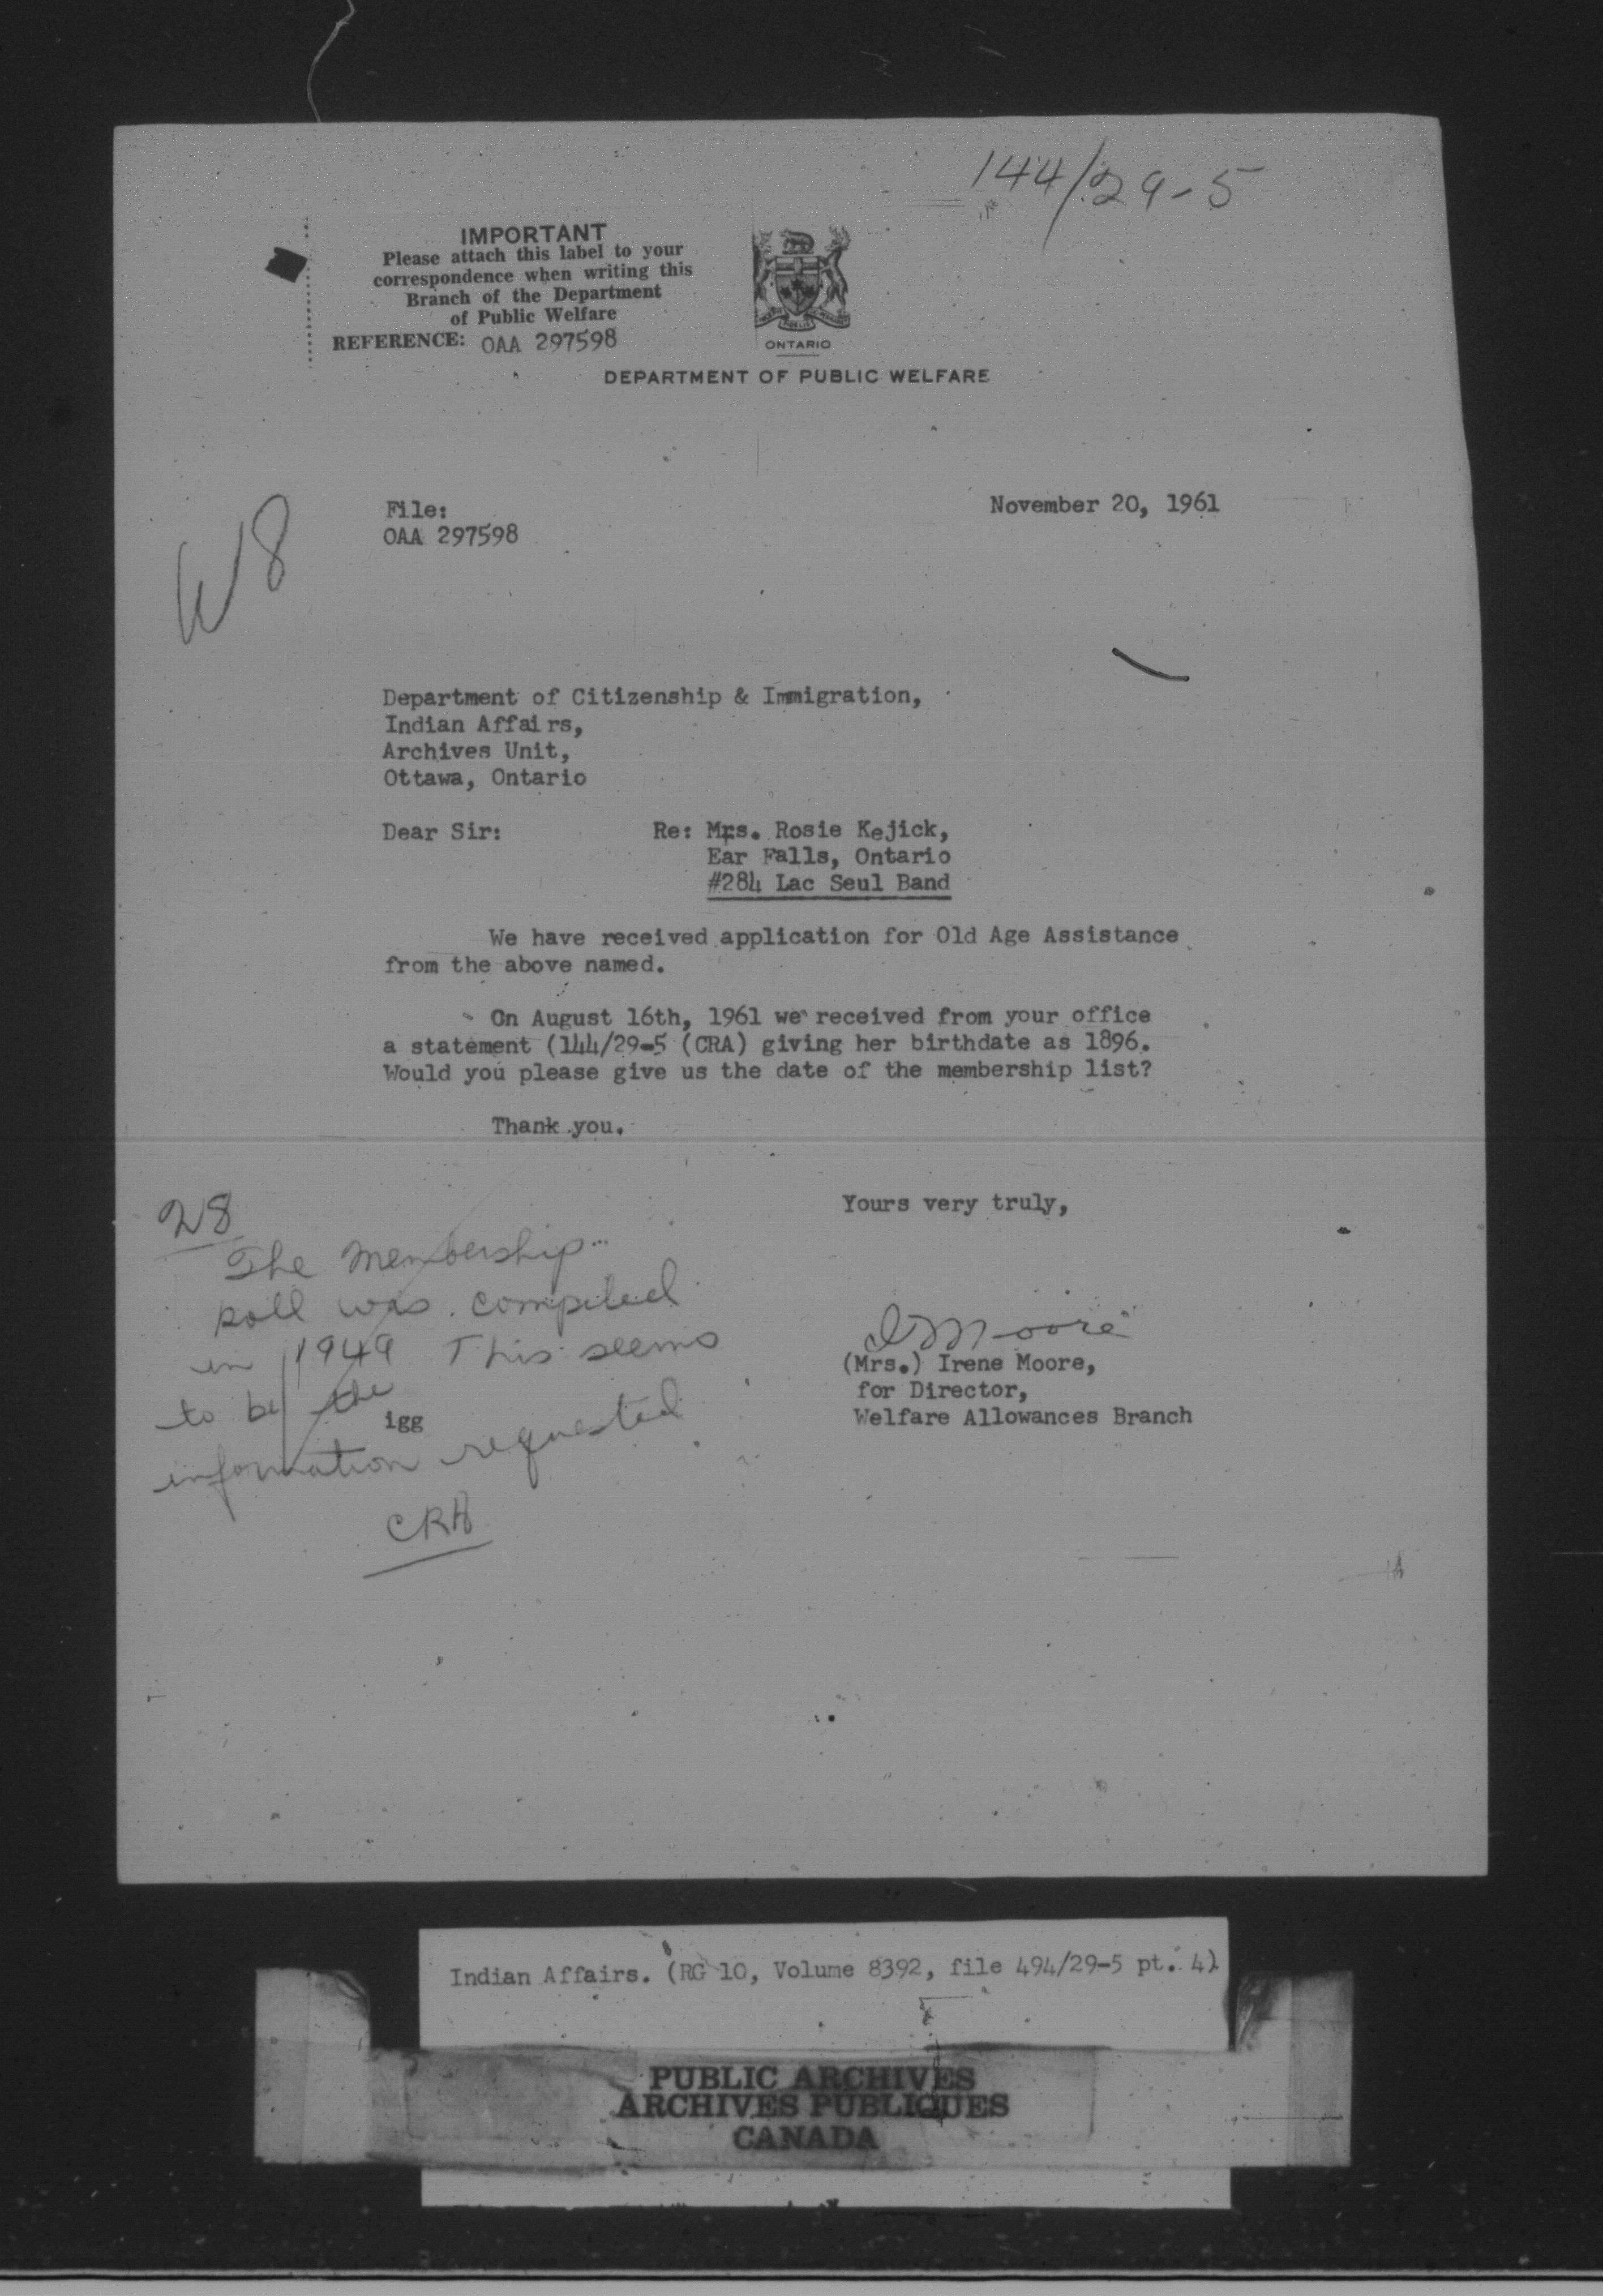 144/29-5
IMPORTANT
Please attach this label to your
correspondence when writing this
Branch of the Department
of Public Welfare
REFERENCE: OAA 297598
ONTARIO
DEPARTMENT OF PUBLIC WELFARE
W8
File:
OAA 297598
November 20, 1961
Department of Citizenship & Immigration,
Indian Affairs,
Archives Unit,
Ottawa, Ontario
Dear Sir:
Re: Mrs. Rosie Kejick,
Ear Falls, Ontario
#284 Lac Seul Band
We have received application for Old Age Assistance
from the above named.
On August 16th, 1961 we received from your office
a statement (144/29-5 (CRA) giving her birthdate as 1896.
Would you please give us the date of the membership list?
Thank you.
Yours very truly,
I Moore
(Mrs.) Irene Moore,
for Director,
Welfare Allowances Branch
28
The Membership
roll was compiled
in 1949 This seems
to be the
igg
information requested
CRA
Indian Affairs. (RG 10, Volume 8392, file 494/29-5 pt. 4)
PUBLIC ARCHIVES
ARCHIVES PUBLIQUES
CANADA